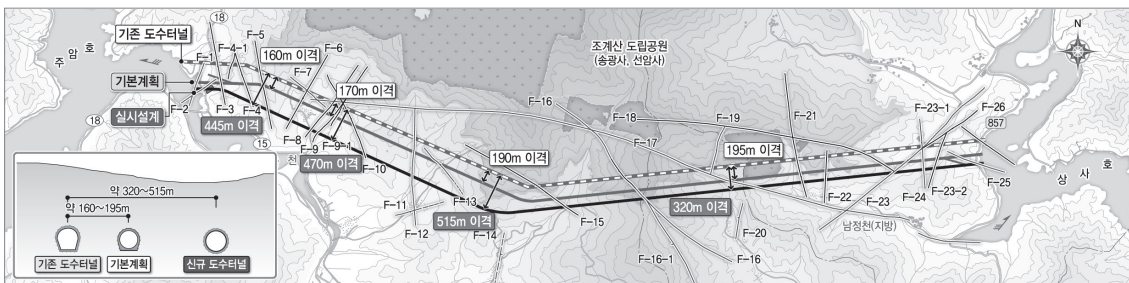 18
F-5
기존 도수터널
F-1
F-4-1
160m 이격
F-6
F-7
주암호
기본계획
170m 이격
조계산 도립공원
(송광사, 선암사)
N
F-2
F-3
F-4
실시설계
18
445m 이격
15
천
F-8
F-9
F-9-1
470m 이격
F-10
F-16
F-18
F-17
F-19
F-21
F-23-1
F-26
857
190m 이격
195m 이격
F-11
F-12
F-13
515m 이격
F-14
F-15
320m 이격
F-22
F-23
F-24
F-23-2
F-25
상사호
F-20
남정천(지방)
F-16-1
F-16
약 320~515m
약 160~195m
기존 도수터널
기본계획
신규 도수터널